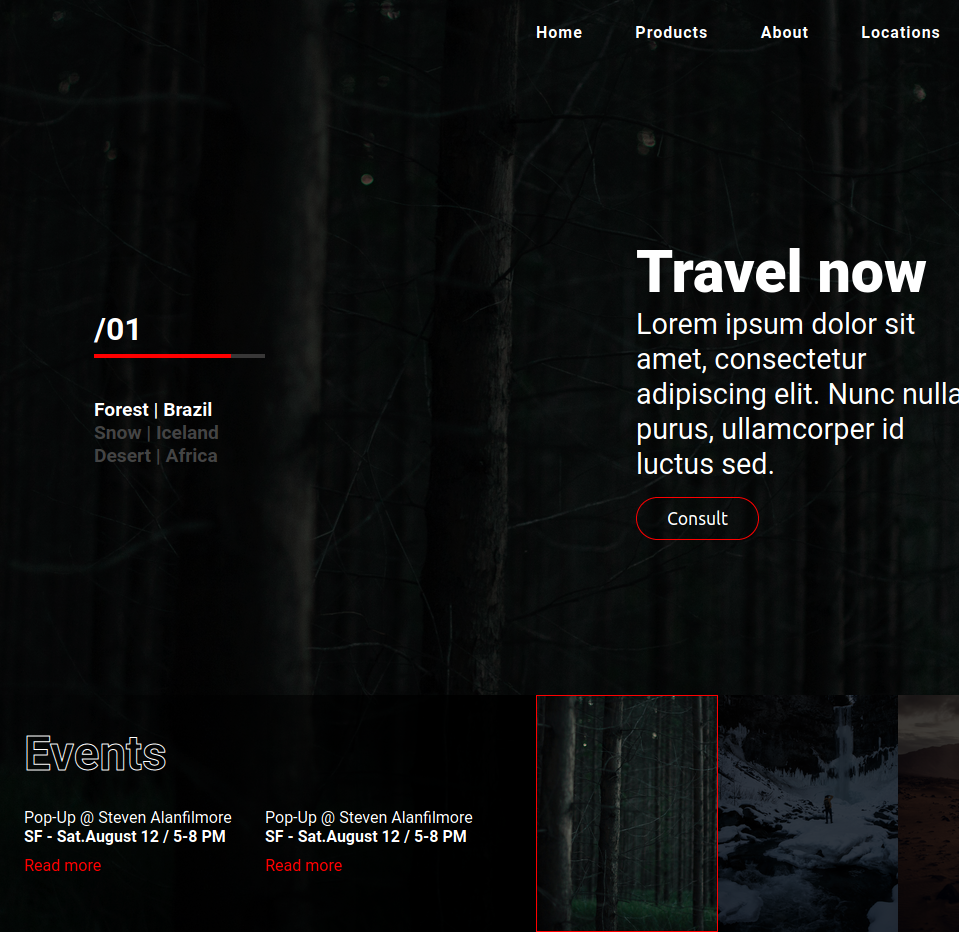 Home Products About Locations
Travel now
Lorem ipsum dolor sit
amet, consectetur
adipiscing elit. Nunc nulla
purus, ullamcorper id
luctus sed.
Consult
/01
Forest | Brazil
Snow | Iceland
Desert | Africa
Events
Pop-Up @ Steven Alanfilmore
SF - Sat.August 12 / 5-8 PM
Read more
Pop-Up @ Steven Alanfilmore
SF - Sat.August 12 / 5-8 PM
Read more